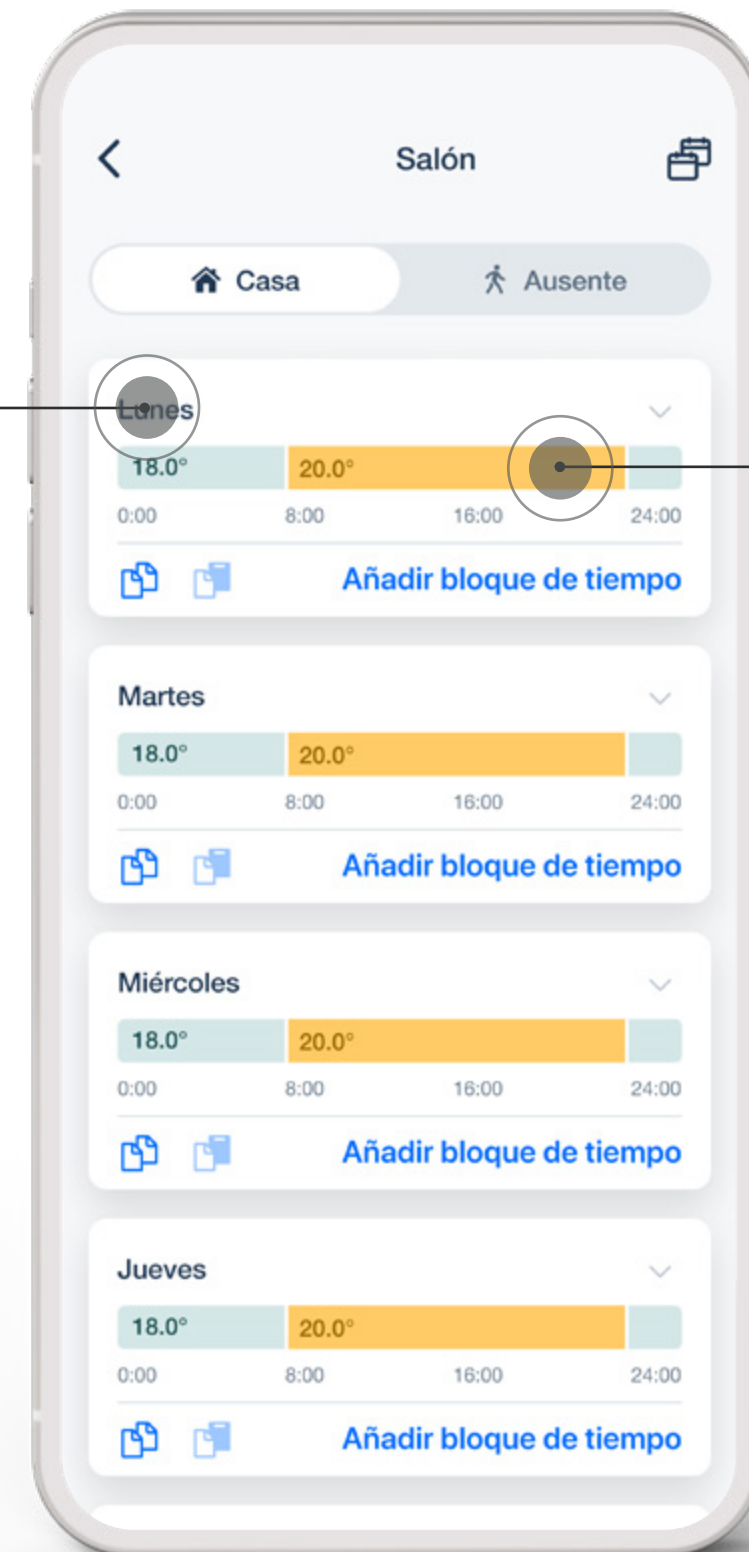 Salón
Casa Ausente
Lunes
18.0° 20.0°
0:00 8:00 16:00 24:00
Añadir bloque de tiempo
Martes
18.0° 20.0°
0:00 8:00 16:00 24:00
Añadir bloque de tiempo
Miércoles
18.0° 20.0°
0:00 8:00 16:00 24:00
Añadir bloque de tiempo
Jueves
18.0° 20.0°
0:00 8:00 16:00 24:00
Añadir bloque de tiempo